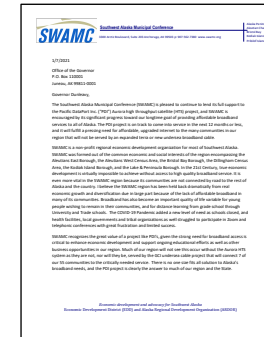 SWAMC
Southwest Alaska Municipal Conference
1/7/2021
Office of the Governor
P.O. Box 110001
Juneau, AK 99811-0001
Governor Dunleavy,
The Southwest Alaska Municipal Conference (SWAMC) is pleased to continue to lend its full support to
the Pacific DataPort Inc. ("PDI") Aurora high throughput satellite (HTS) project, and SWAMC is
encouraged by its significant progress toward our longtime goal of providing affordable broadband
services to all of Alaska. The PDI project is on track to come into service in the next 12 months or less,
and it will fulfill a pressing need for affordable, upgraded internet to the many communities in our
region that will not be served by an expanded terra or new undersea broadband cable.
SWAMC is a non-profit regional economic development organization for most of Southwest Alaska.
SWAMC was formed out of the common economic and social interests of the region encompassing the
Aleutians East Borough, the Aleutians West Census Area, the Bristol Bay Borough, the Dillingham Census
Area, the Kodiak Island Borough, and the Lake & Peninsula Borough. In the 21st Century, true economic
development is virtually impossible to achieve without access to high quality broadband service. It is
even more vital in the SWAMC region because its communities are not connected by road to the rest of
Alaska and the country. I believe the SWAMC region has been held back dramatically from real
economic growth and diversification due in large part because of the lack of affordable broadband in
many of its communities. Broadband has also become an important quality of life variable for young
people wishing to remain in their communities, and for distance learning from grade school through
University and Trade schools. The COVID-19 Pandemic added a new level of need as schools closed, and
health facilities, local governments and tribal organizations as well struggled to participate in Zoom and
telephonic conferences with great frustration and limited success.
SWAMC recognizes the great value of a project the PDI's, given the strong need for broadband access is
critical to enhance economic development and support ongoing educational efforts as well as other
business opportunities in our region. Much of our region will not see this occur without the Aurora HTS
system as they are not, nor will they be, served by the GCI undersea cable project that will connect 7 of
our 55 communities to the critically-needed service. There is no one size fits all solution to Alaska's
broadband needs, and the PDI project is clearly the answer to much of our region and the State.
Economic development and advocacy for Southwest Alaska
Economic Development District (EDD) and Alaska Regional Development Organization (ARDOR)